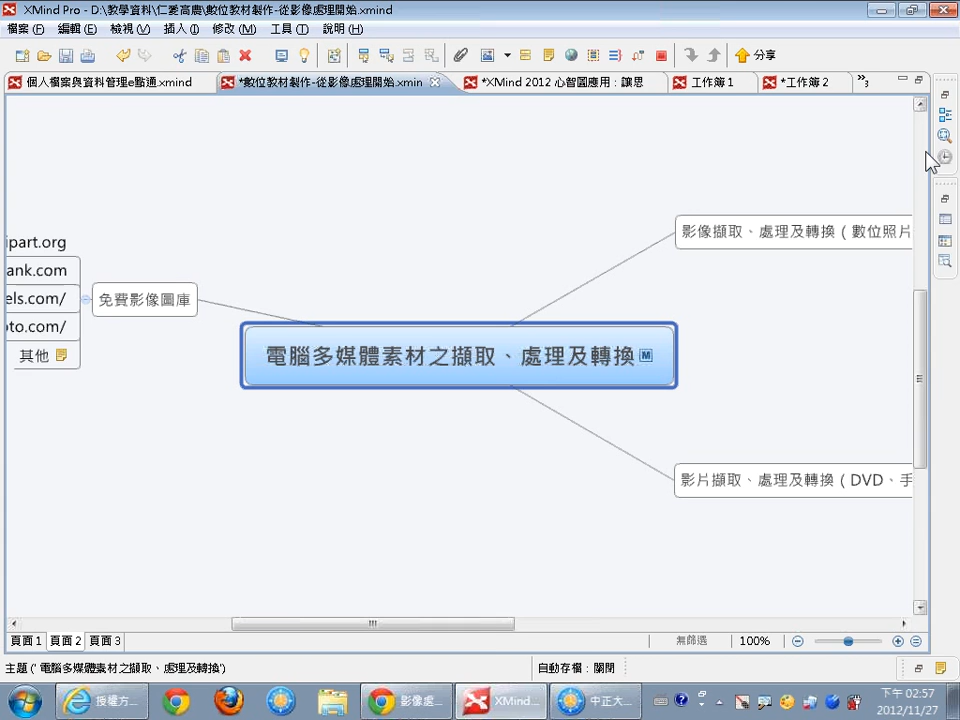 XMind Pro - D:\教學資料\仁愛高農\數位教材製作-從影像處理開始.xmind
檔案 (F) 編輯 (E) 檢視 (V) 插入 (I) 修改 (M) 工具 (T) 說明 (H)
分享
個人檔案與資料管理e點通.xmind
*數位教材製作-從影像處理開始.xmin
*XMind 2012 心智圖應用：讓思
工作簿 1
*工作簿 2
»3
影像擷取、處理及轉換（數位照片
ipart.org
ank.com
els.com/
oto.com/
其他
免費影像圖庫
電腦多媒體素材之擷取、處理及轉換
影片擷取、處理及轉換（DVD、手
頁面 1 頁面 2 頁面 3
無篩選 100%
主題 ('電腦多媒體素材之擷取、處理及轉換')
自動存檔：關閉
授權方...
影像處...
XMind...
中正大...
下午 02:57
2012/11/27